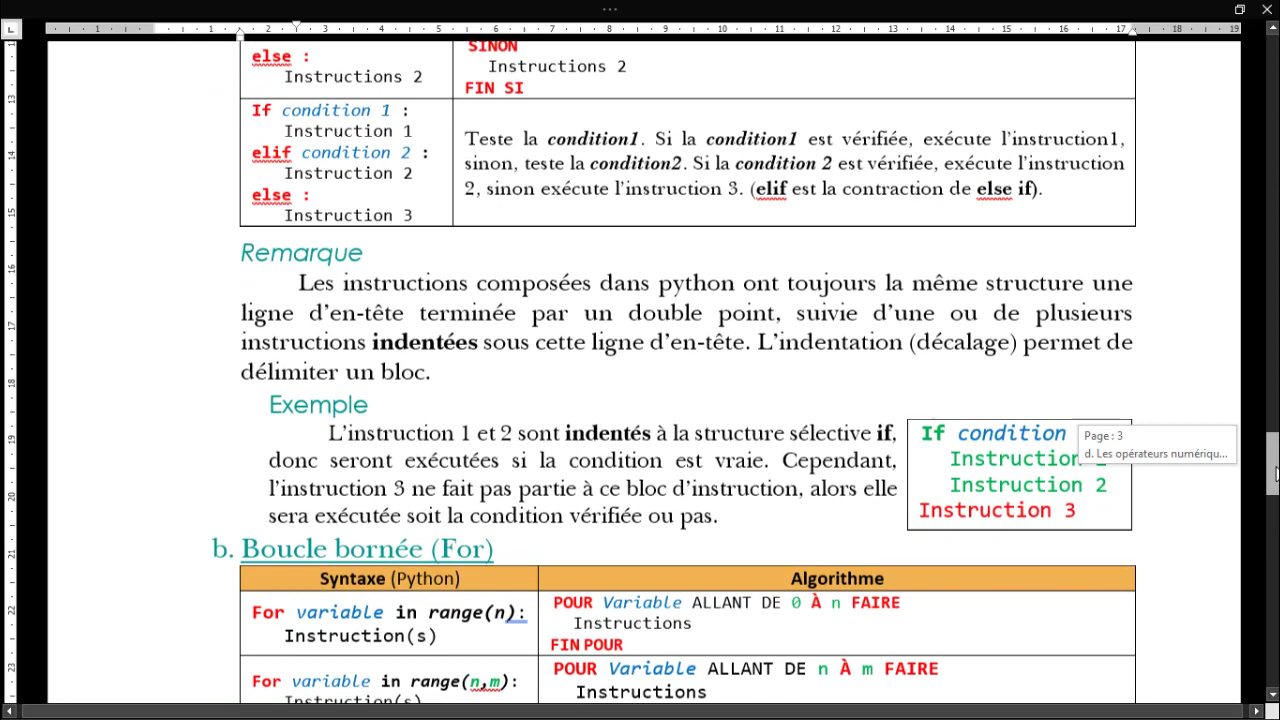 else :
Instructions 2
SINON
Instructions 2
FIN SI
If condition 1 :
Instruction 1
elif condition 2 :
Instruction 2
else :
Instruction 3
Teste la condition1. Si la condition1 est vérifiée, exécute l'instruction1,
sinon, teste la condition2. Si la condition 2 est vérifiée, exécute l'instruction
2, sinon exécute l'instruction 3. (elif est la contraction de else if).
Remarque
Les instructions composées dans python ont toujours la même structure une
ligne d'en-tête terminée par un double point, suivie d'une ou de plusieurs
instructions indentées sous cette ligne d'en-tête. L'indentation (décalage) permet de
délimiter un bloc.
Exemple
L'instruction 1 et 2 sont indentés à la structure sélective if,
donc seront exécutées si la condition est vraie. Cependant,
l'instruction 3 ne fait pas partie à ce bloc d'instruction, alors elle
sera exécutée soit la condition vérifiée ou pas.
If condition
Instruction
Instruction 2
Instruction 3
Page : 3
d. Les opérateurs numériqu...
b. Boucle bornée (For)
Syntaxe (Python)
Algorithme
For variable in range(n):
Instruction(s)
POUR Variable ALLANT DE 0 À n FAIRE
Instructions
FIN POUR
For variable in range(n,m):
Instruction(s)
POUR Variable ALLANT DE n À m FAIRE
Instructions